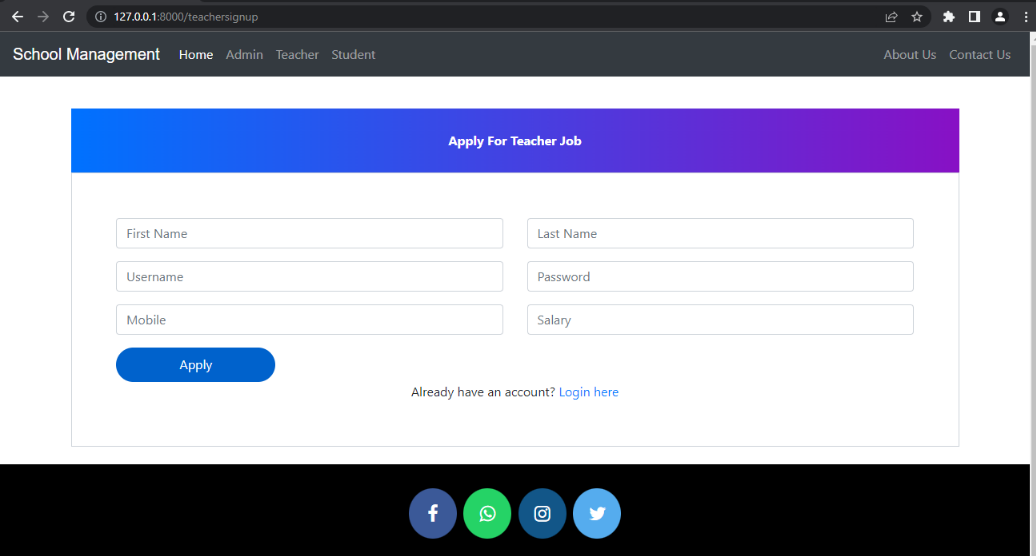 127.0.0.1:8000/teachersignup
School Management Home Admin Teacher Student About Us Contact Us
Apply For Teacher Job
First Name Last Name
Username Password
Mobile Salary
Apply
Already have an account? Login here